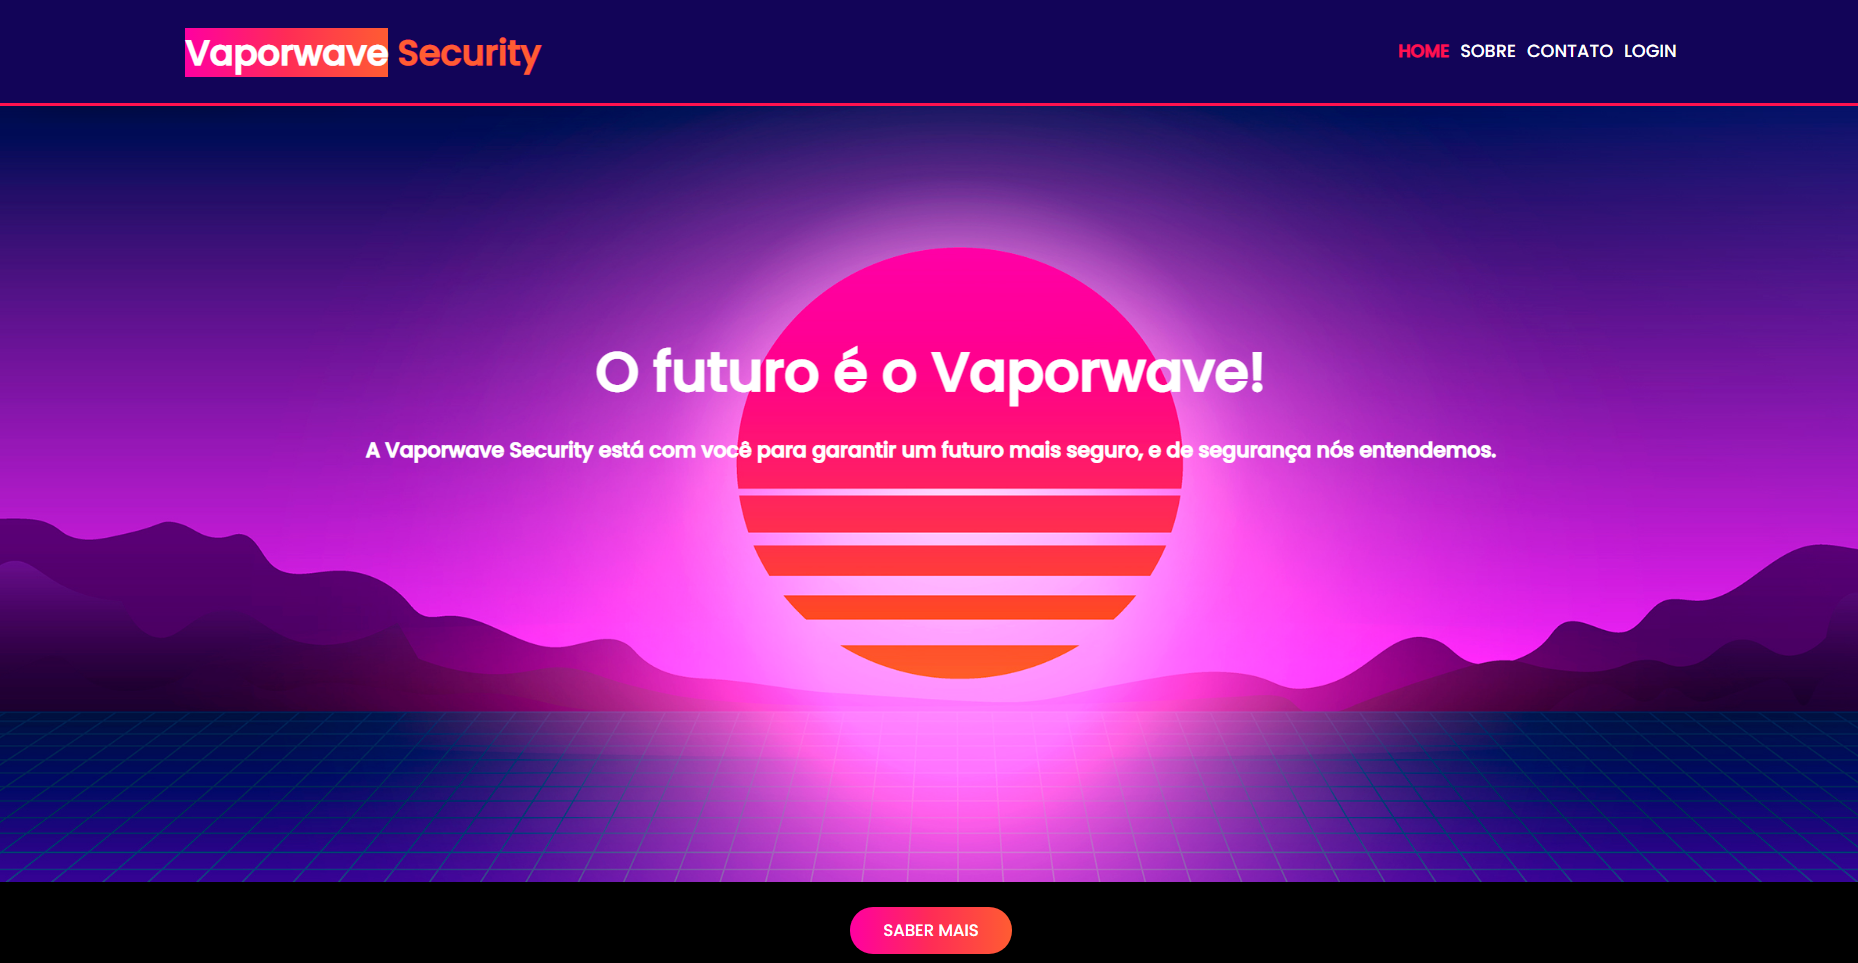 Vaporwave Security
HOME SOBRE CONTATO LOGIN
O futuro é o Vaporwave!
A Vaporwave Security está com você para garantir um futuro mais seguro, e de segurança nós entendemos.
SABER MAIS